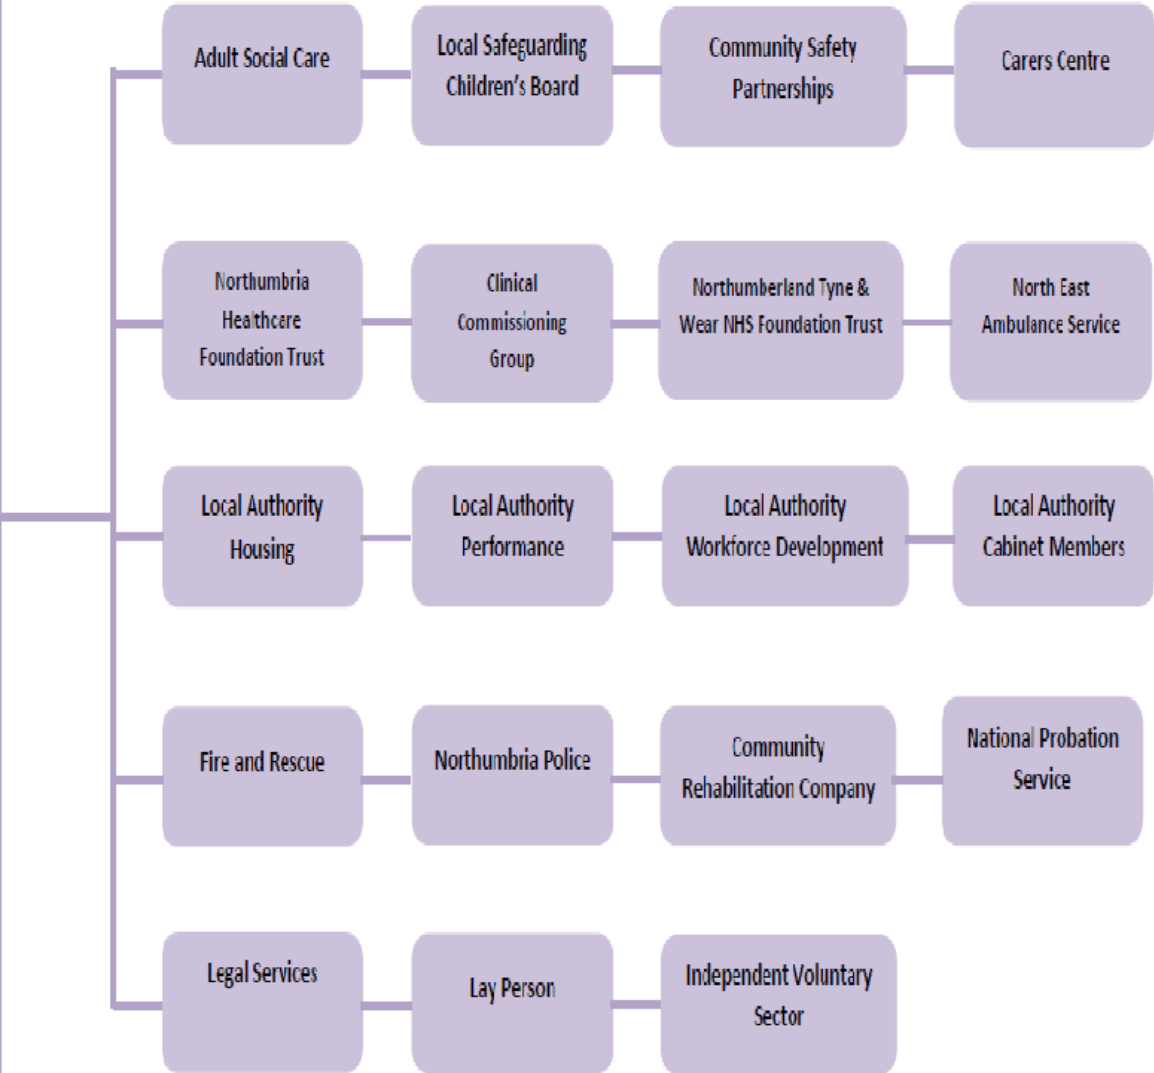 Adult Social Care
Local Safeguarding
Children's Board
Community Safety
Partnerships
Carers Centre
Northumbria
Healthcare
Foundation Trust
Clinical
Commissioning
Group
Northumberland Tyne &
Wear NHS Foundation Trust
North East
Ambulance Service
Local Authority
Housing
Local Authority
Performance
Local Authority
Workforce Development
Local Authority
Cabinet Members
Fire and Rescue
Northumbria Police
Community
Rehabilitation Company
National Probation
Service
Legal Services
Lay Person
Independent Voluntary
Sector